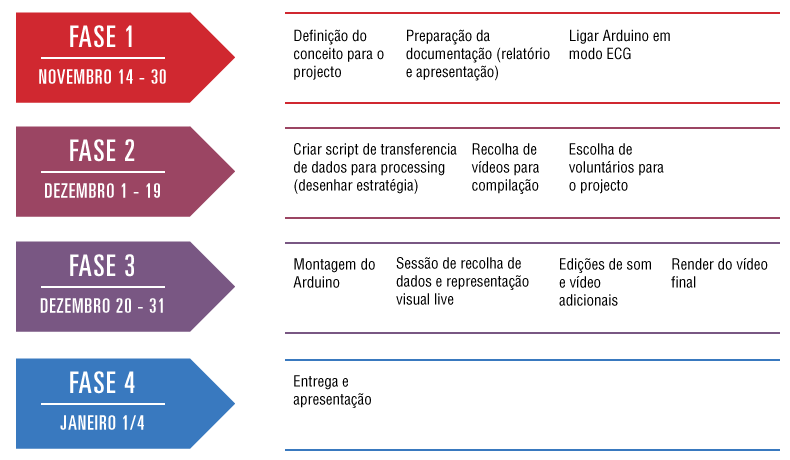 FASE 1
NOVEMBRO 14 - 30
Definição do
conceito para o
projecto
Preparação da
documentação (relatório
e apresentação)
Ligar Arduino em
modo ECG
FASE 2
DEZEMBRO 1 - 19
Criar script de transferencia
de dados para processing
(desenhar estratégia)
Recolha de
vídeos para
compilação
Escolha de
voluntários para
o projecto
FASE 3
DEZEMBRO 20 - 31
Montagem do
Arduino
Sessão de recolha de
dados e representação
visual live
Edições de som
e vídeo
adicionais
Render do vídeo
final
FASE 4
JANEIRO 1/4
Entrega e
apresentação